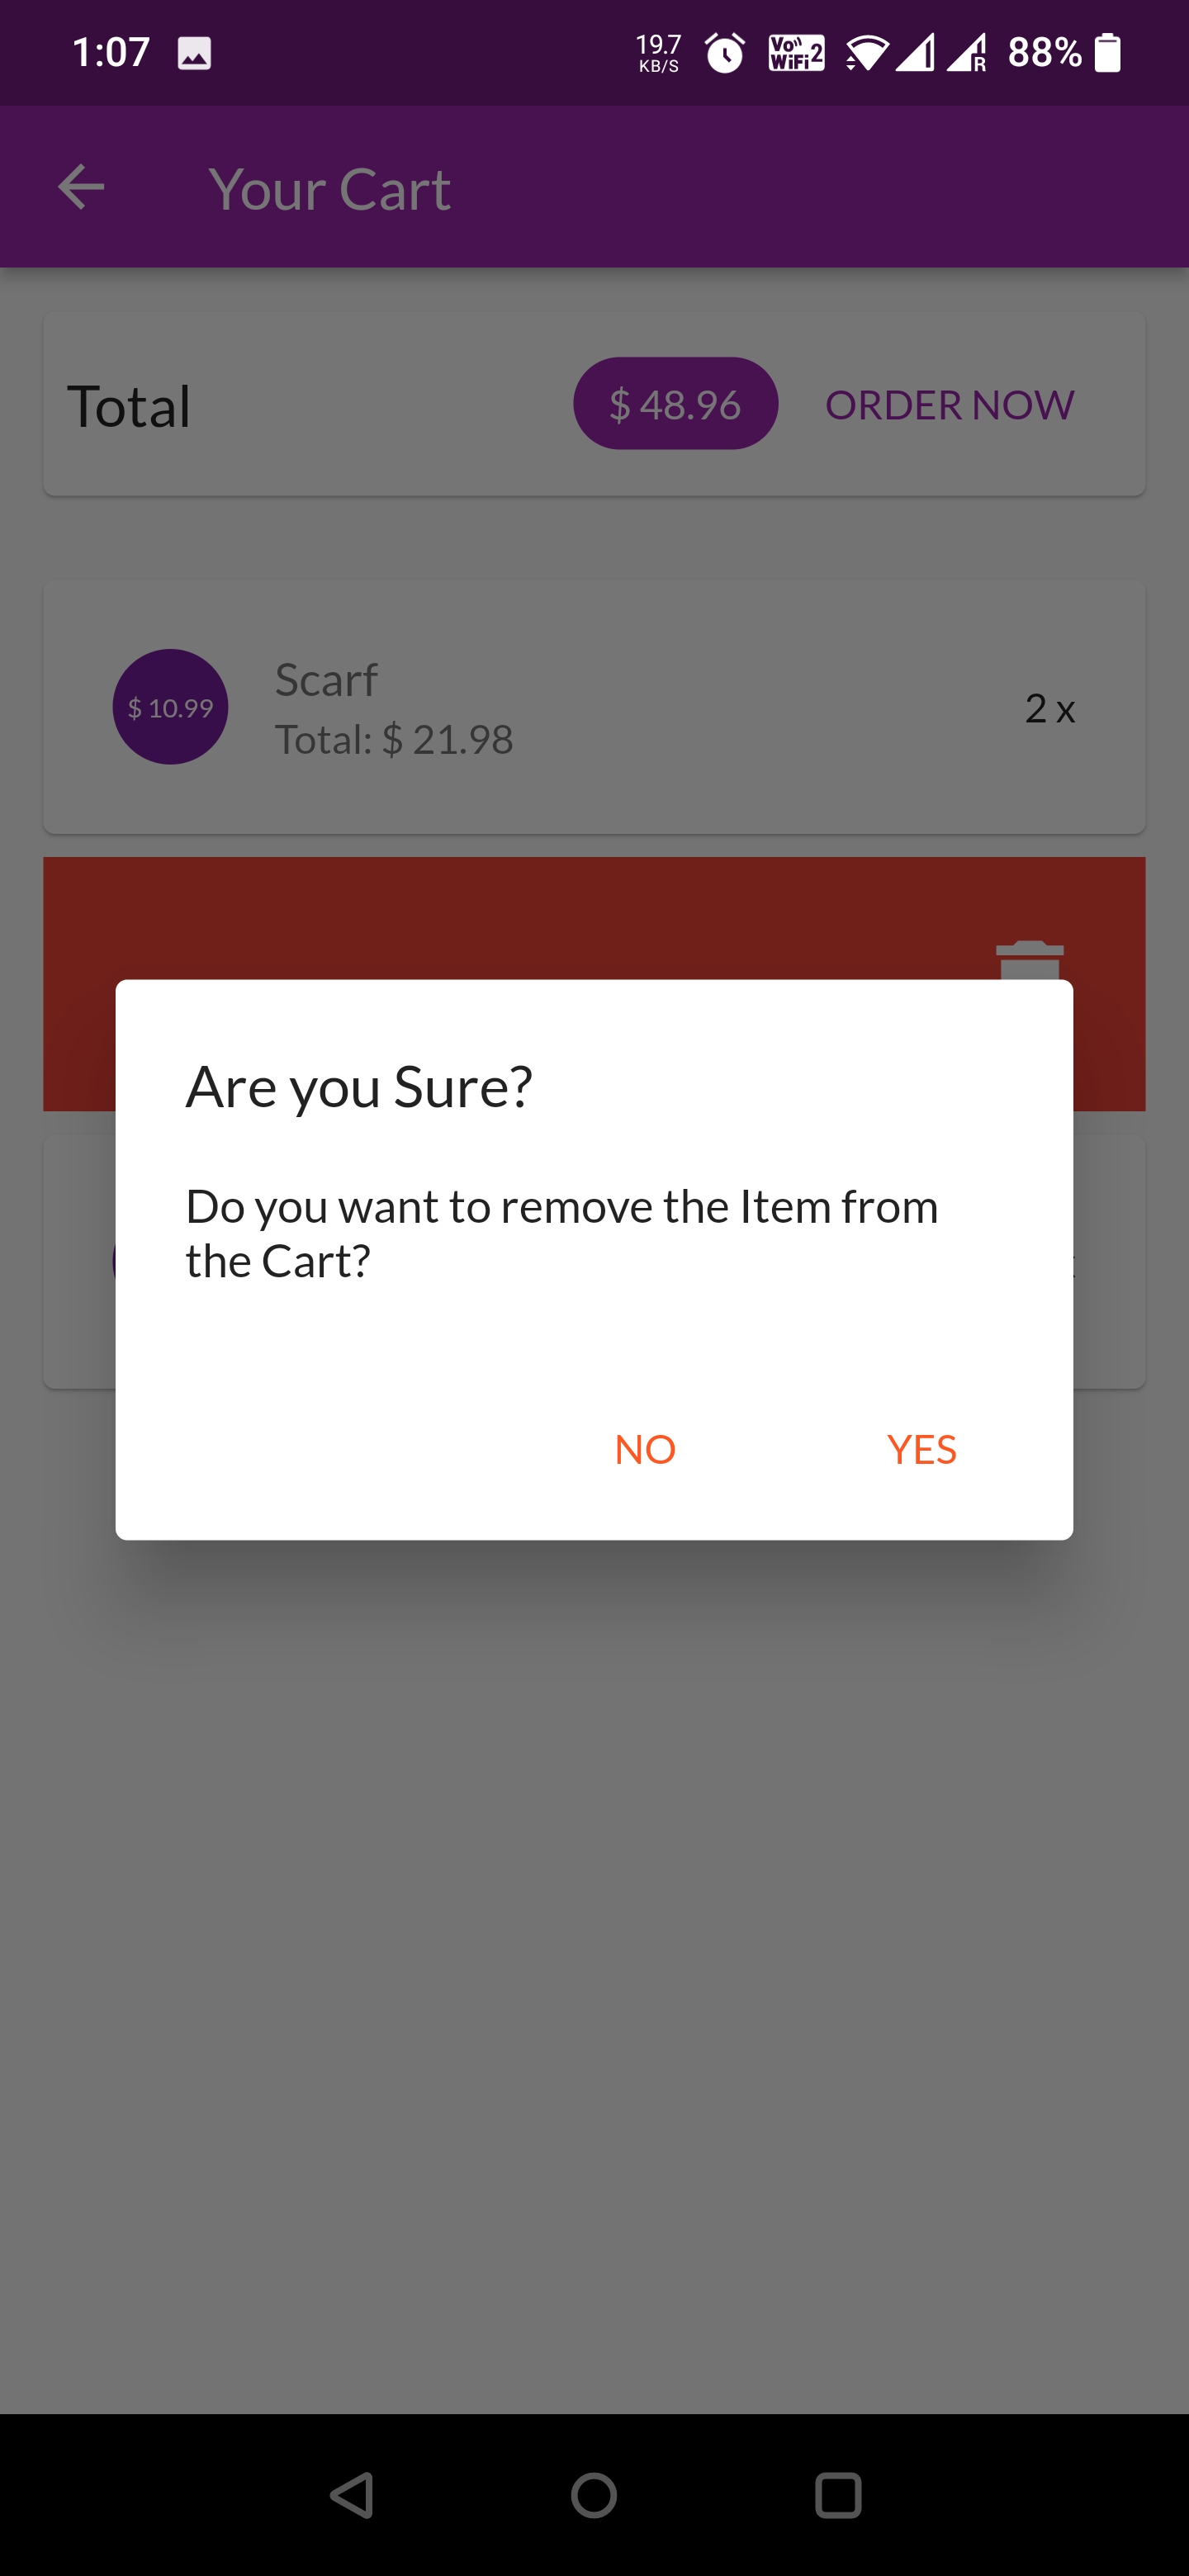 1:07 19.7 KB/S Vo WiFi 2 R 88%
Your Cart
Total $ 48.96 ORDER NOW
$ 10.99 Scarf 2 x
Total: $ 21.98
Are you Sure?
Do you want to remove the Item from
the Cart?
NO YES